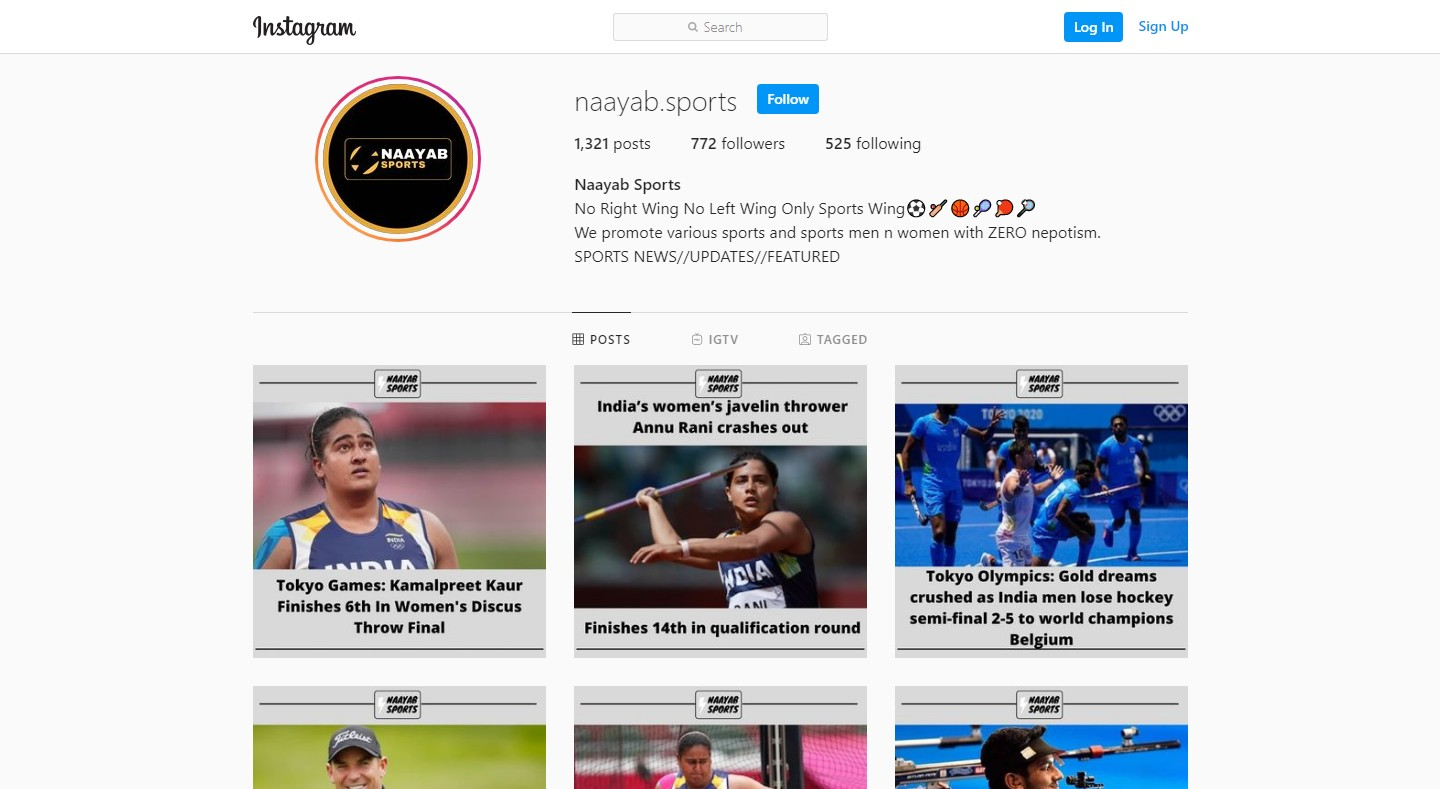 Instagram
Search
Log In
Sign Up
NAAYAB
SPORTS
naayab.sports
Follow
1,321 posts
772 followers
525 following
Naayab Sports
No Right Wing No Left Wing Only Sports Wing⚽🏏🏀🎾🏓🏸
We promote various sports and sports men n women with ZERO nepotism.
SPORTS NEWS//UPDATES//FEATURED
POSTS
IGTV
TAGGED
NAAYAB
SPORTS
INDIA
INDIA
Tokyo Games: Kamalpreet Kaur
Finishes 6th In Women's Discus
Throw Final
NAAYAB
SPORTS
India's women's javelin thrower
Annu Rani crashes out
INDIA
RANI
Finishes 14th in qualification round
NAAYAB
SPORTS
TOKYO 2020
Tokyo Olympics: Gold dreams
crushed as India men lose hockey
semi-final 2-5 to world champions
Belgium
NAAYAB
SPORTS
Titleist
NAAYAB
SPORTS
NAAYAB
SPORTS